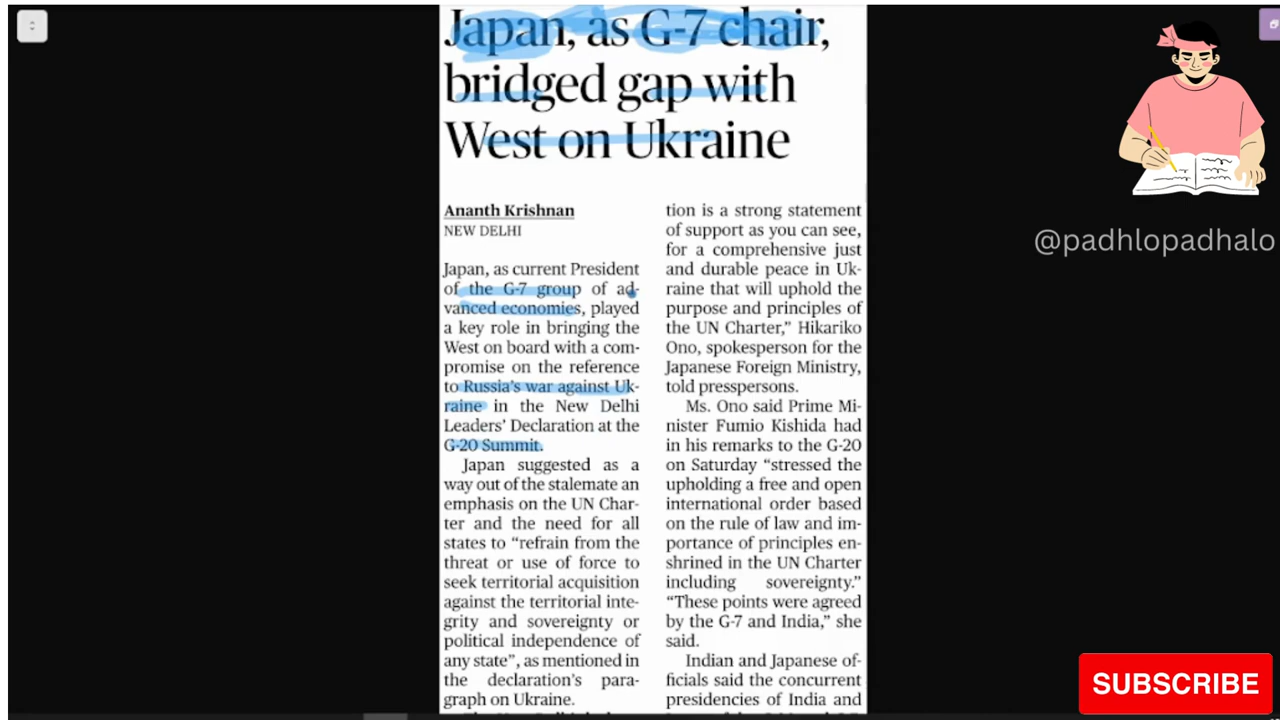 Japan, as G-7 chair,
bridged gap with
West on Ukraine
Ananth Krishnan
NEW DELHI
Japan, as current President
of the G-7 group of ad-
vanced economies, played
a key role in bringing the
West on board with a com-
promise on the reference
to Russia's war against Uk-
raine in the New Delhi
Leaders' Declaration at the
G-20 Summit.
Japan suggested as a
way out of the stalemate an
emphasis on the UN Char-
ter and the need for all
states to “refrain from the
threat or use of force to
seek territorial acquisition
against the territorial inte-
grity and sovereignty or
political independence of
any state”, as mentioned in
the declaration's para-
graph on Ukraine.
tion is a strong statement
of support as you can see,
for a comprehensive just
and durable peace in Uk-
raine that will uphold the
purpose and principles of
the UN Charter,” Hikariko
Ono, spokesperson for the
Japanese Foreign Ministry,
told presspersons.
Ms. Ono said Prime Mi-
nister Fumio Kishida had
in his remarks to the G-20
on Saturday “stressed the
upholding a free and open
international order based
on the rule of law and im-
portance of principles en-
shrined in the UN Charter
including sovereignty.”
“These points were agreed
by the G-7 and India,” she
said.
Indian and Japanese of-
ficials said the concurrent
presidencies of India and
@padhlopadhalo
SUBSCRIBE